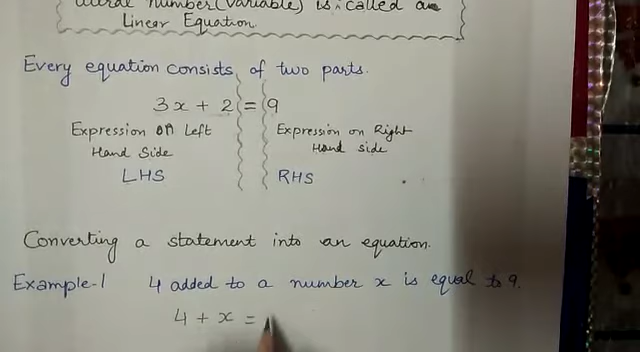 literal number (variable) is called a
Linear Equation.
Every equation consists of two parts.
3x + 2 = 9
Expression on Left
Hand Side
LHS
Expression on Right
Hand side
RHS
Converting a statement into an equation.
Example-1 4 added to a number x is equal to 9.
4 + x =